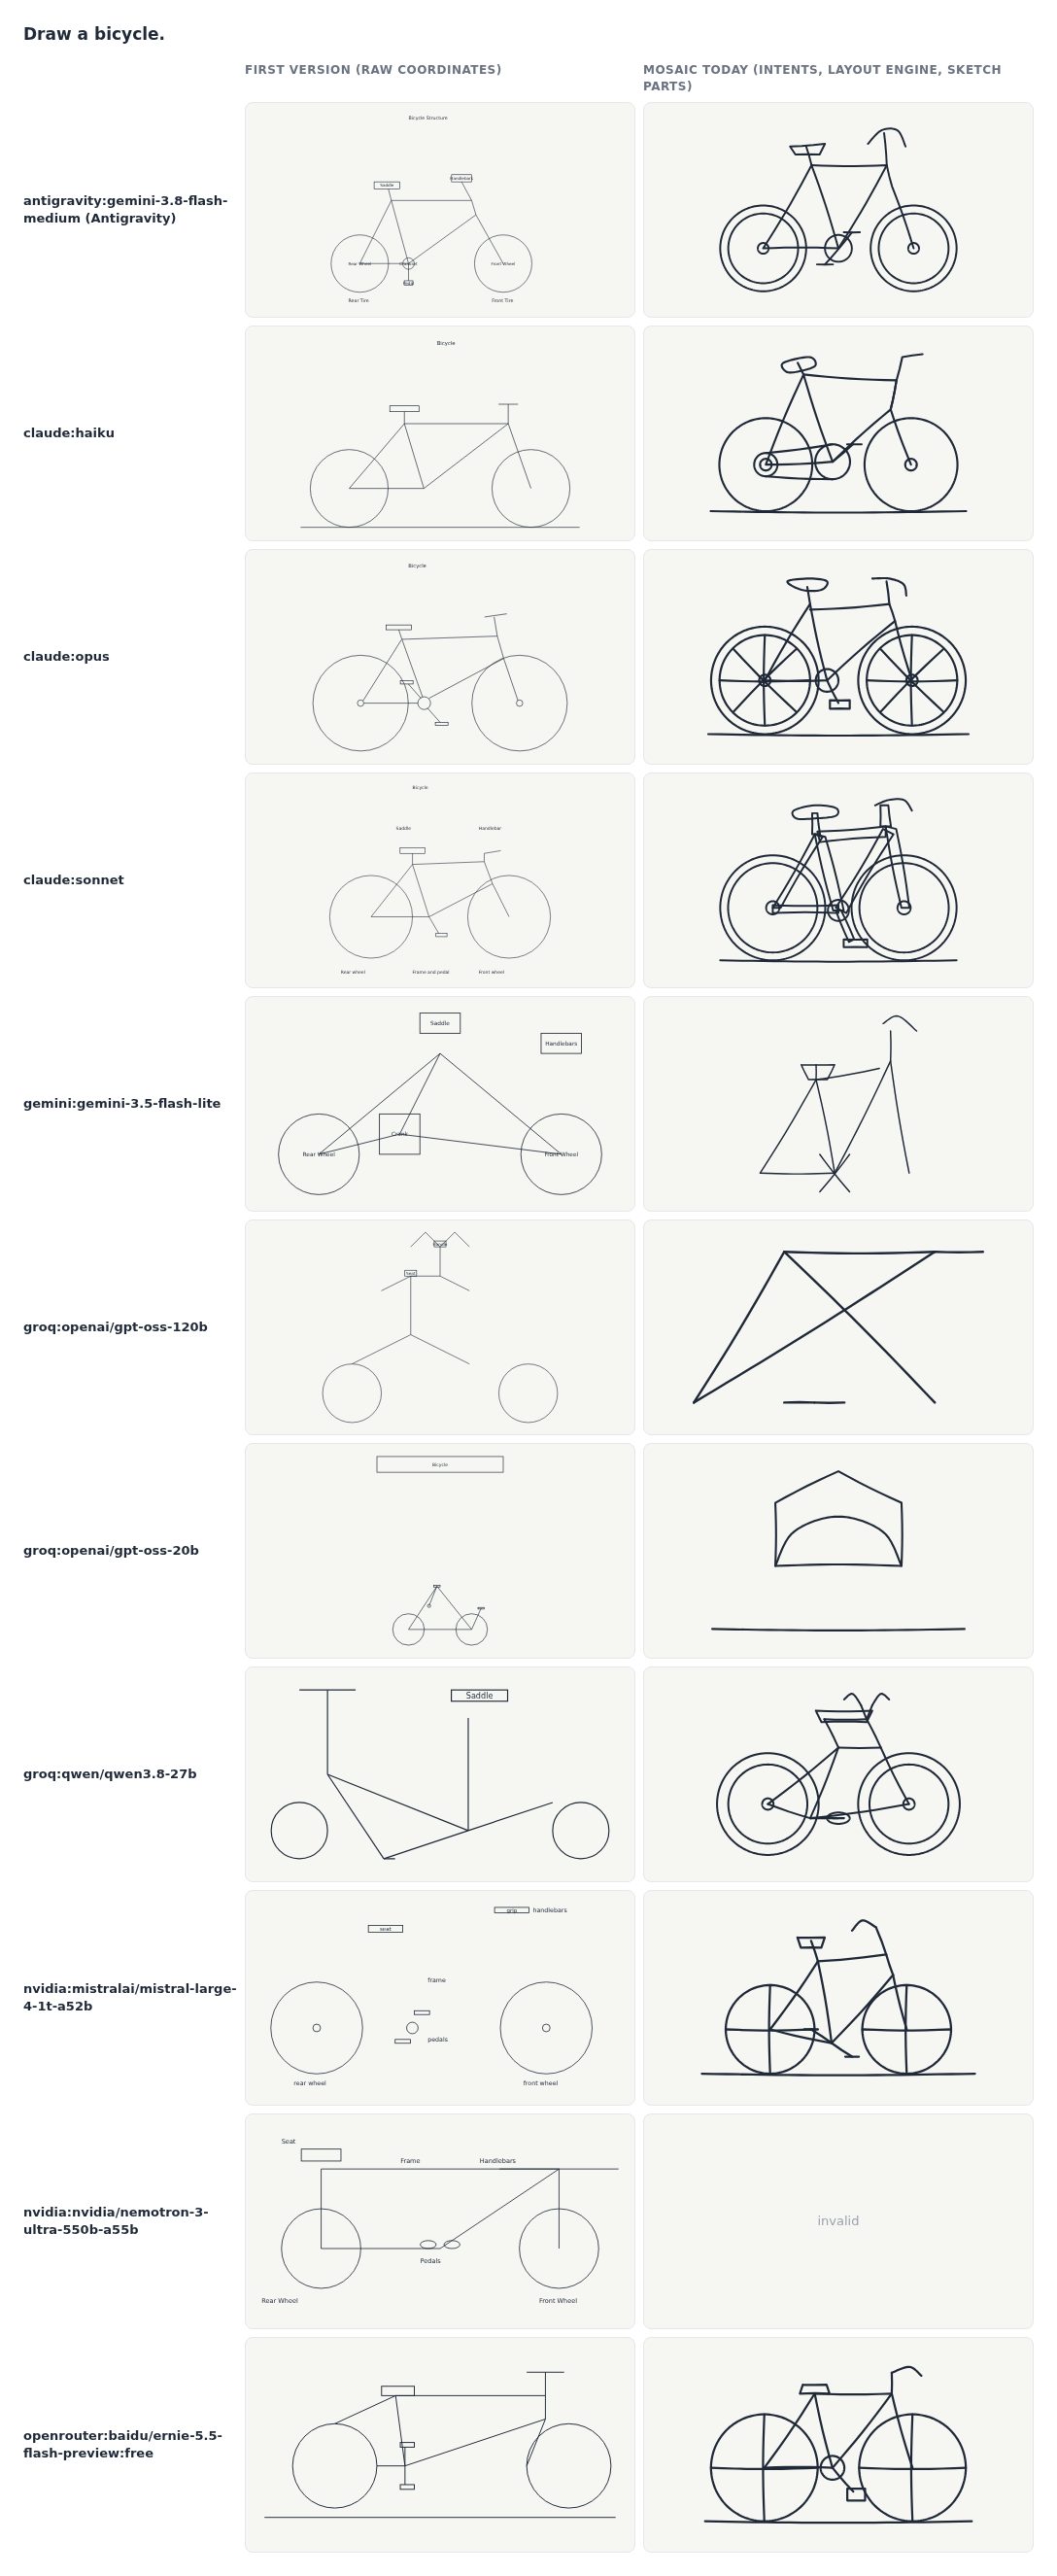 Draw a bicycle.
FIRST VERSION (RAW COORDINATES)
MOSAIC TODAY (INTENTS, LAYOUT ENGINE, SKETCH
PARTS)
antigravity:gemini-3.8-flash-
medium (Antigravity)
Bicycle Structure
Saddle
Handlebars
Rear Wheel
Front Wheel
Rear Tire
Front Tire
claude:haiku
Bicycle
claude:opus
Bicycle
claude:sonnet
Bicycle
Saddle
Handlebar
Rear wheel
Frame and pedal
Front wheel
gemini:gemini-3.5-flash-lite
Saddle
Handlebars
Crank
Rear Wheel
Front Wheel
groq:openai/gpt-oss-120b
Seat
groq:openai/gpt-oss-20b
Bicycle
groq:qwen/qwen3.8-27b
Saddle
nvidia:mistralai/mistral-large-
4-1t-a52b
grip
handlebars
seat
frame
pedals
rear wheel
front wheel
nvidia:nvidia/nemotron-3-
ultra-550b-a55b
Seat
Frame
Handlebars
Pedals
Rear Wheel
Front Wheel
invalid
openrouter:baidu/ernie-5.5-
flash-preview:free